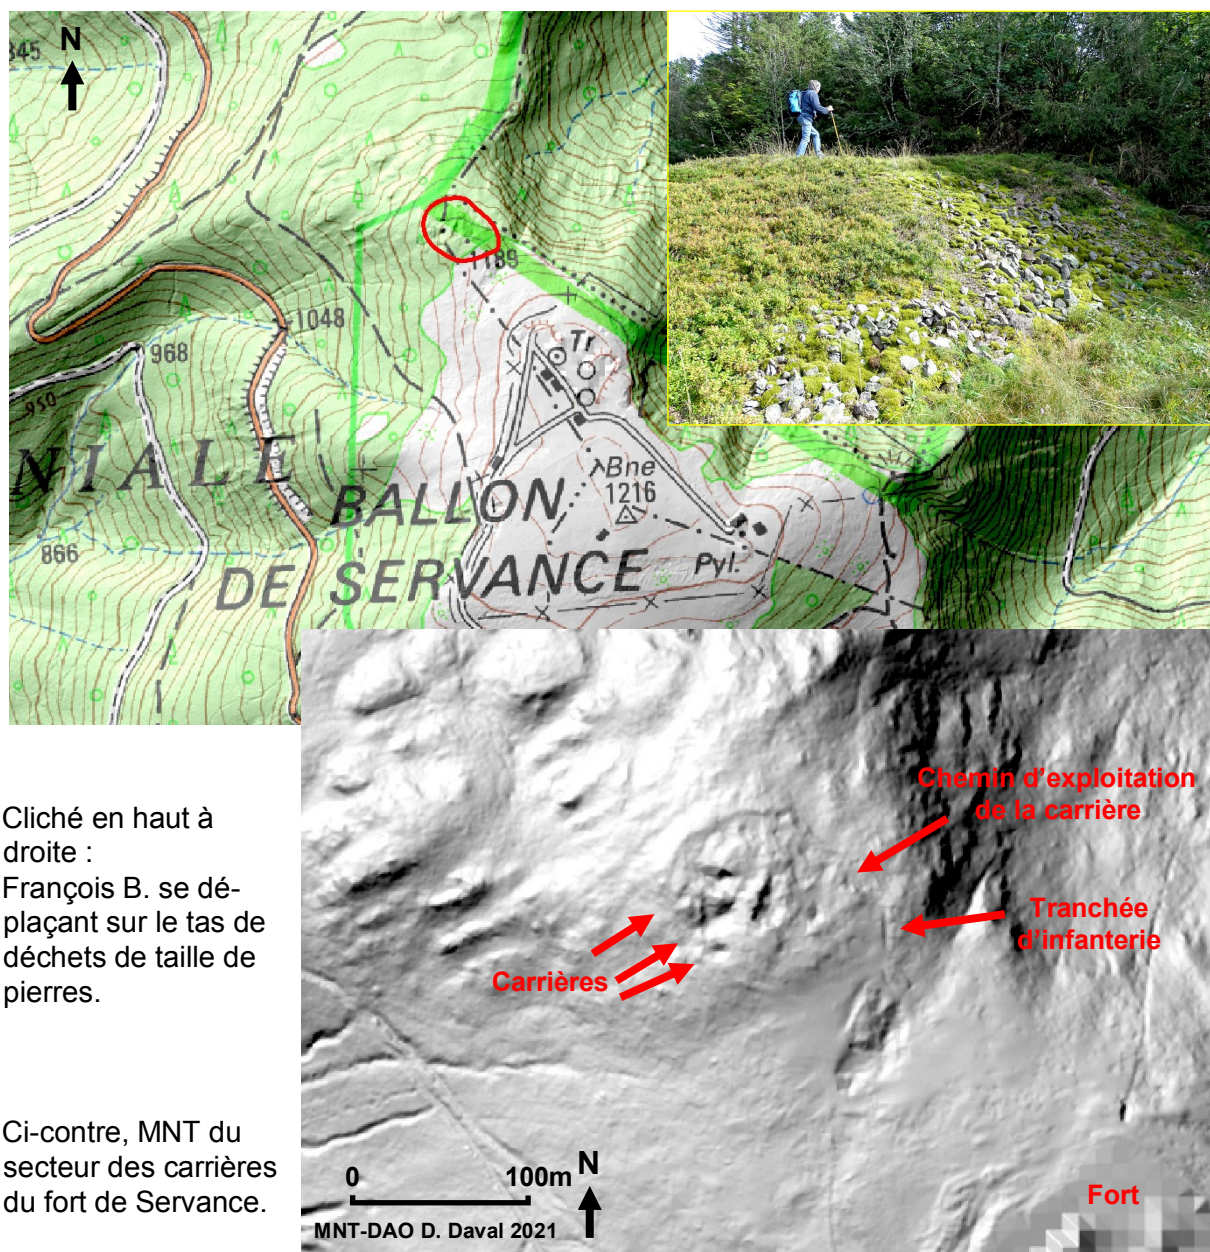 N
845
1189
1048
968
950
Tr
NIALE
Bne
1216
BALLON
866
DE SERVANCE
Pyl.
Cliché en haut à
droite :
François B. se dé-
plaçant sur le tas de
déchets de taille de
pierres.
Ci-contre, MNT du
secteur des carrières
du fort de Servance.
Chemin d'exploitation
de la carrière
Tranchée
d'infanterie
Carrières
Fort
0 100m N
MNT-DAO D. Daval 2021